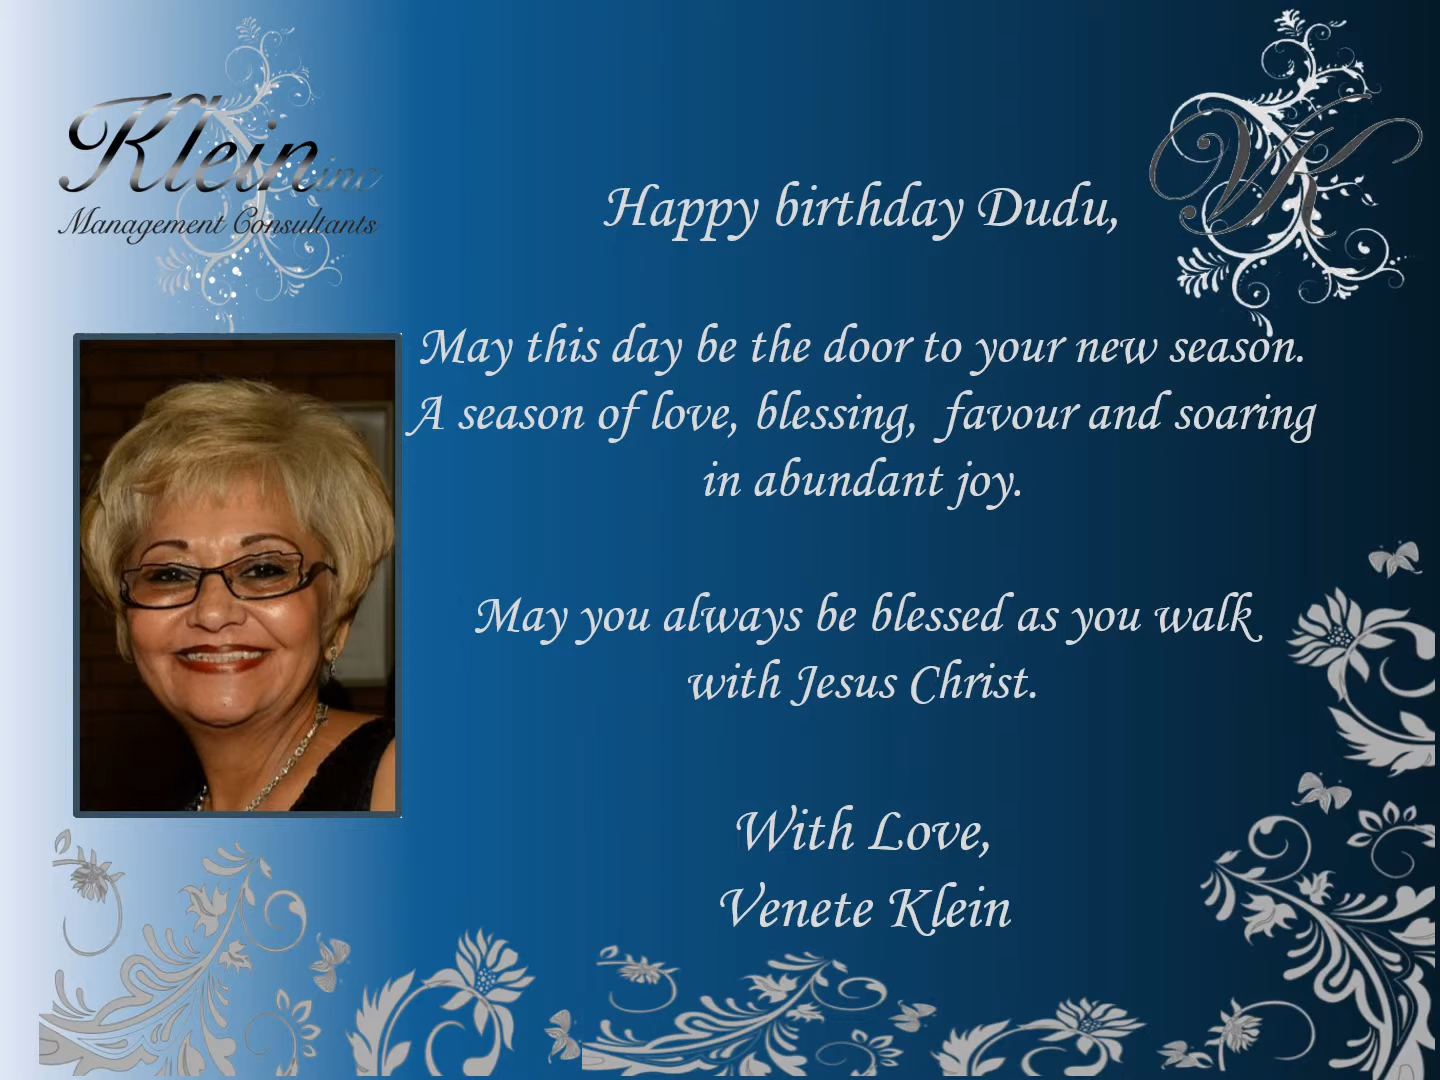 Klein inc
Management Consultants
VK
Happy birthday Dudu,
May this day be the door to your new season.
A season of love, blessing, favour and soaring
in abundant joy.
May you always be blessed as you walk
with Jesus Christ.
With Love,
Venete Klein